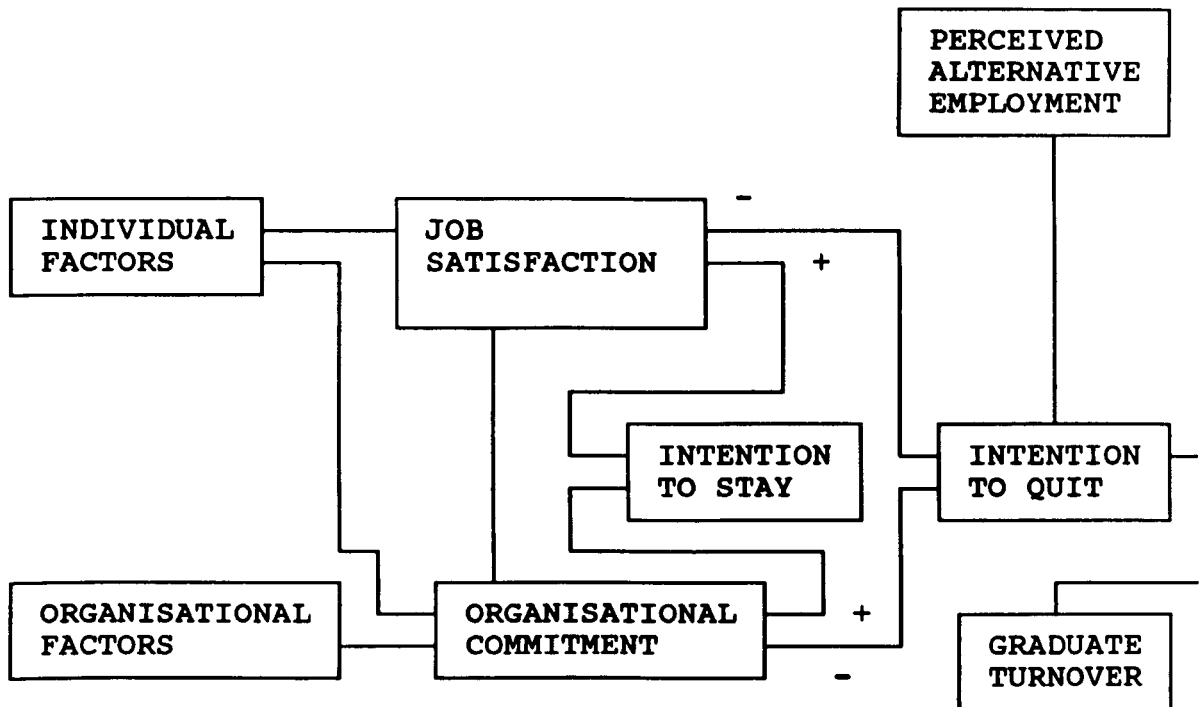 PERCEIVED
ALTERNATIVE
EMPLOYMENT
-
INDIVIDUAL
FACTORS
JOB
SATISFACTION
+
INTENTION
TO STAY
INTENTION
TO QUIT
ORGANISATIONAL
FACTORS
ORGANISATIONAL
COMMITMENT
+
-
GRADUATE
TURNOVER